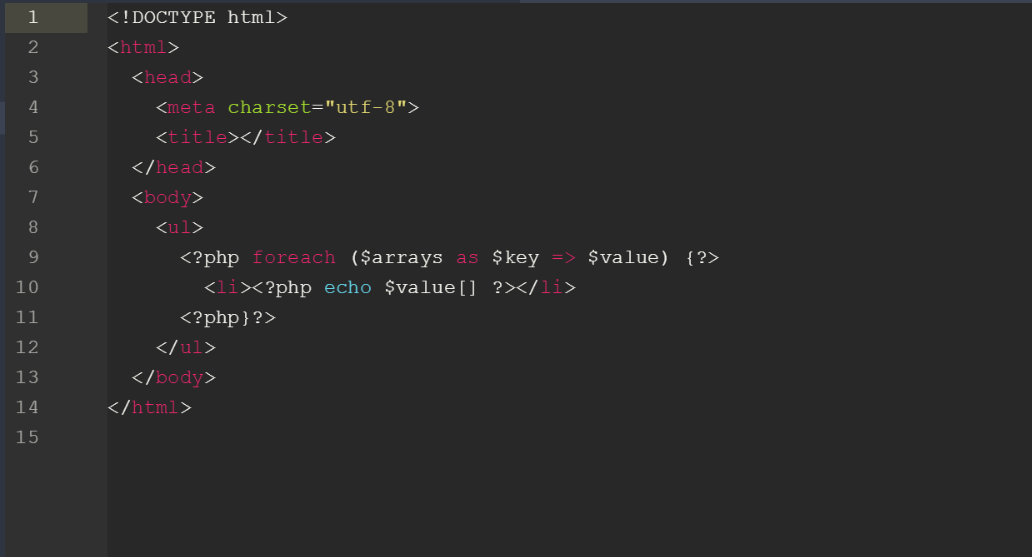 1 <!DOCTYPE html>
2 <html>
3   <head>
4     <meta charset="utf-8">
5     <title></title>
6   </head>
7   <body>
8     <ul>
9       <?php foreach ($arrays as $key => $value) {?>
10         <li><?php echo $value[] ?></li>
11       <?php}?>
12     </ul>
13   </body>
14 </html>
15